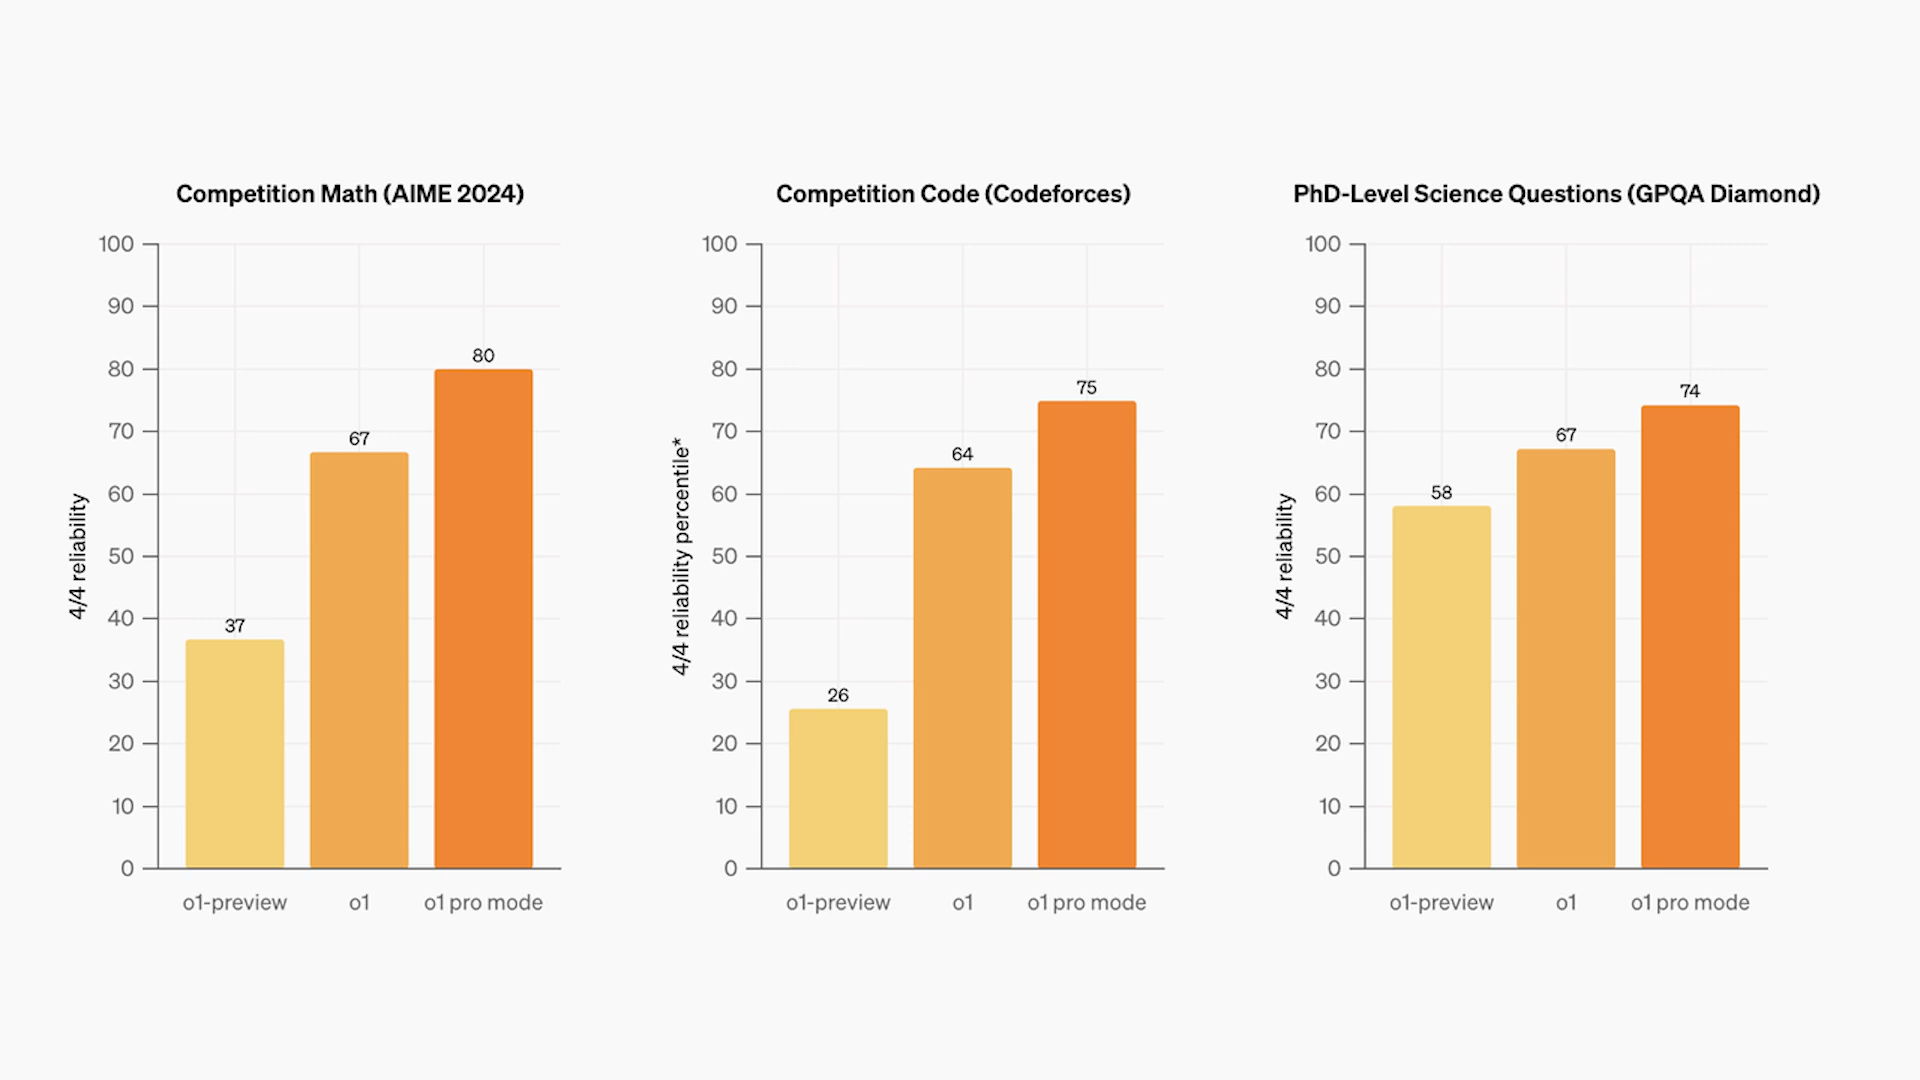 Competition Math (AIME 2024)
4/4 reliability
100
90
80
70
60
50
40
30
20
10
0
37
67
80
o1-preview
o1
o1 pro mode
Competition Code (Codeforces)
4/4 reliability percentile*
100
90
80
70
60
50
40
30
20
10
0
26
64
75
o1-preview
o1
o1 pro mode
PhD-Level Science Questions (GPQA Diamond)
4/4 reliability
100
90
80
70
60
50
40
30
20
10
0
58
67
74
o1-preview
o1
o1 pro mode